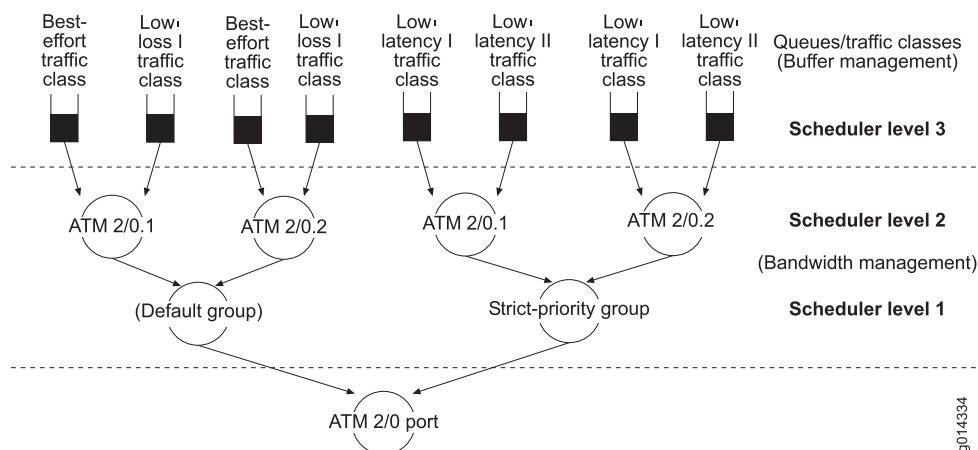 Best-
effort
traffic
class
Low-
loss I
traffic
class
Best-
effort
traffic
class
Low-
loss I
traffic
class
Low-
latency I
traffic
class
Low-
latency II
traffic
class
Low-
latency I
traffic
class
Low-
latency II
traffic
class
Queues/traffic classes
(Buffer management)
Scheduler level 3
ATM 2/0.1
ATM 2/0.2
ATM 2/0.1
ATM 2/0.2
Scheduler level 2
(Bandwidth management)
(Default group)
Strict-priority group
Scheduler level 1
ATM 2/0 port
g014334